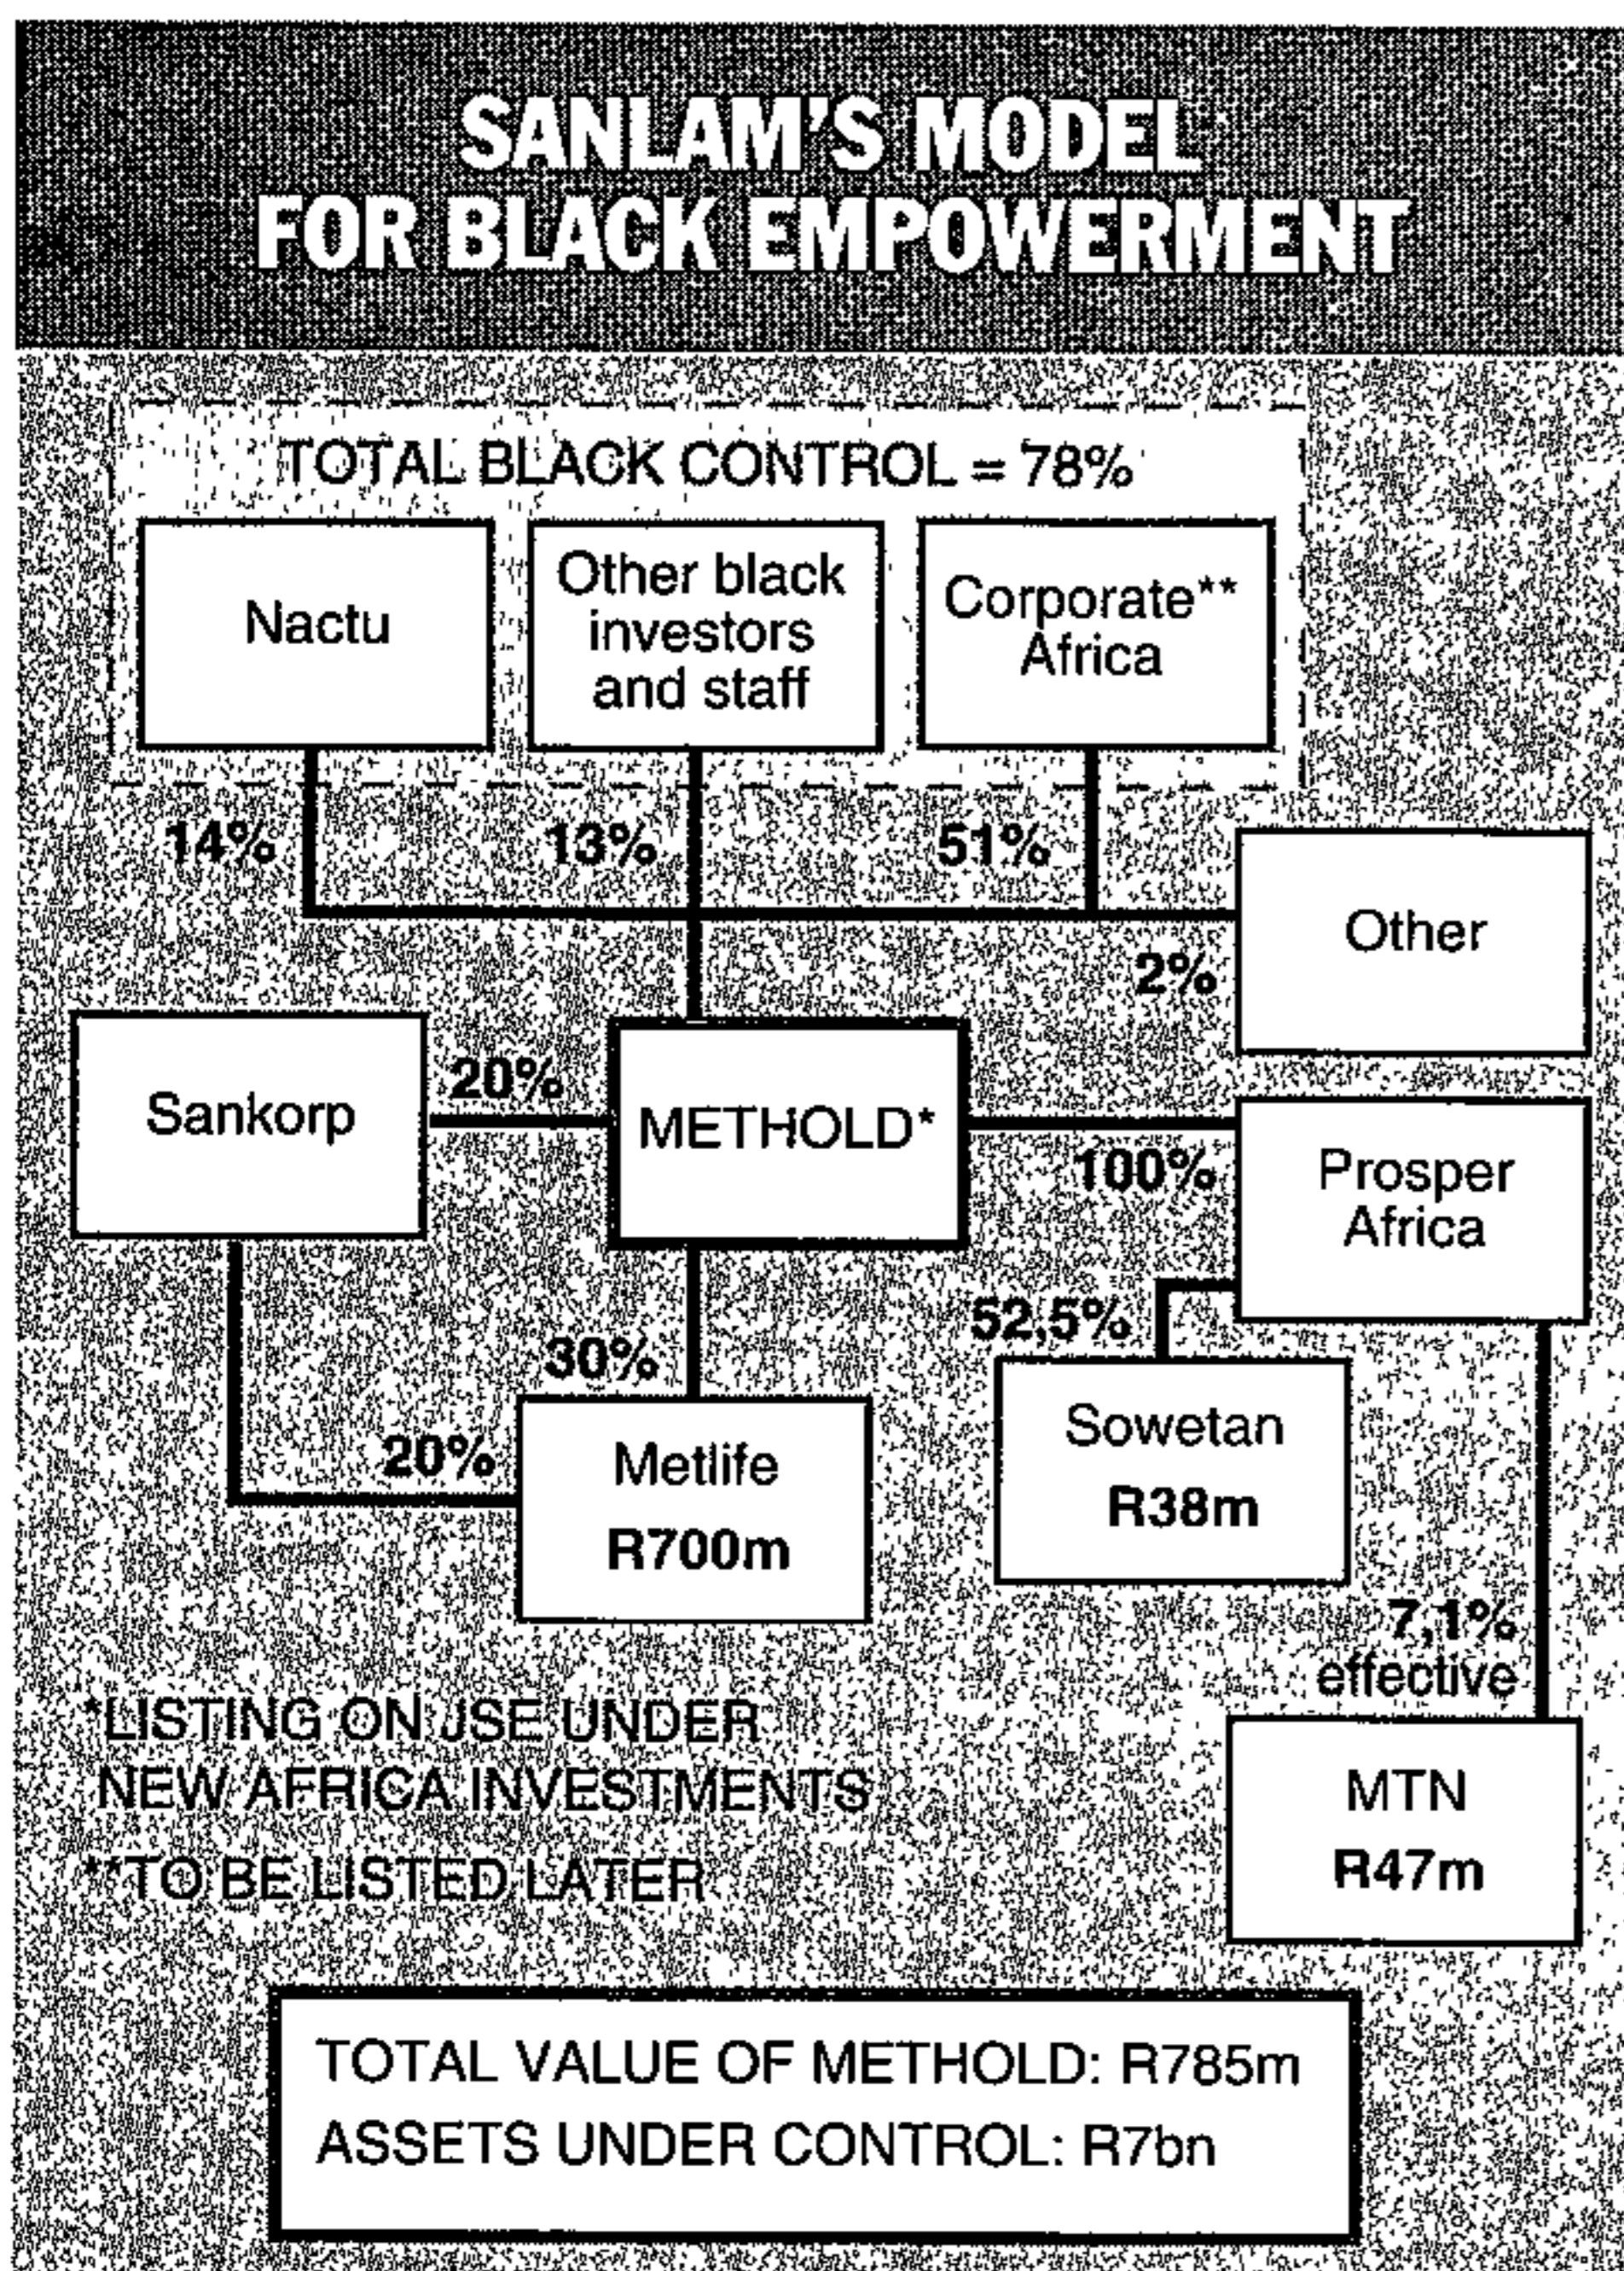 SANLAM'S MODEL
FOR BLACK EMPOWERMENT
TOTAL BLACK CONTROL = 78%
Nactu
Other black
investors
and staff
Corporate**
Africa
14%
13%
51%
Other
2%
Sankorp
20%
METHOLD*
100%
Prosper
Africa
52,5%
30%
20%
Metlife
R700m
Sowetan
R38m
7,1%
effective
MTN
R47m
*LISTING ON JSE UNDER
NEW AFRICA INVESTMENTS
**TO BE LISTED LATER
TOTAL VALUE OF METHOLD: R785m
ASSETS UNDER CONTROL: R7bn